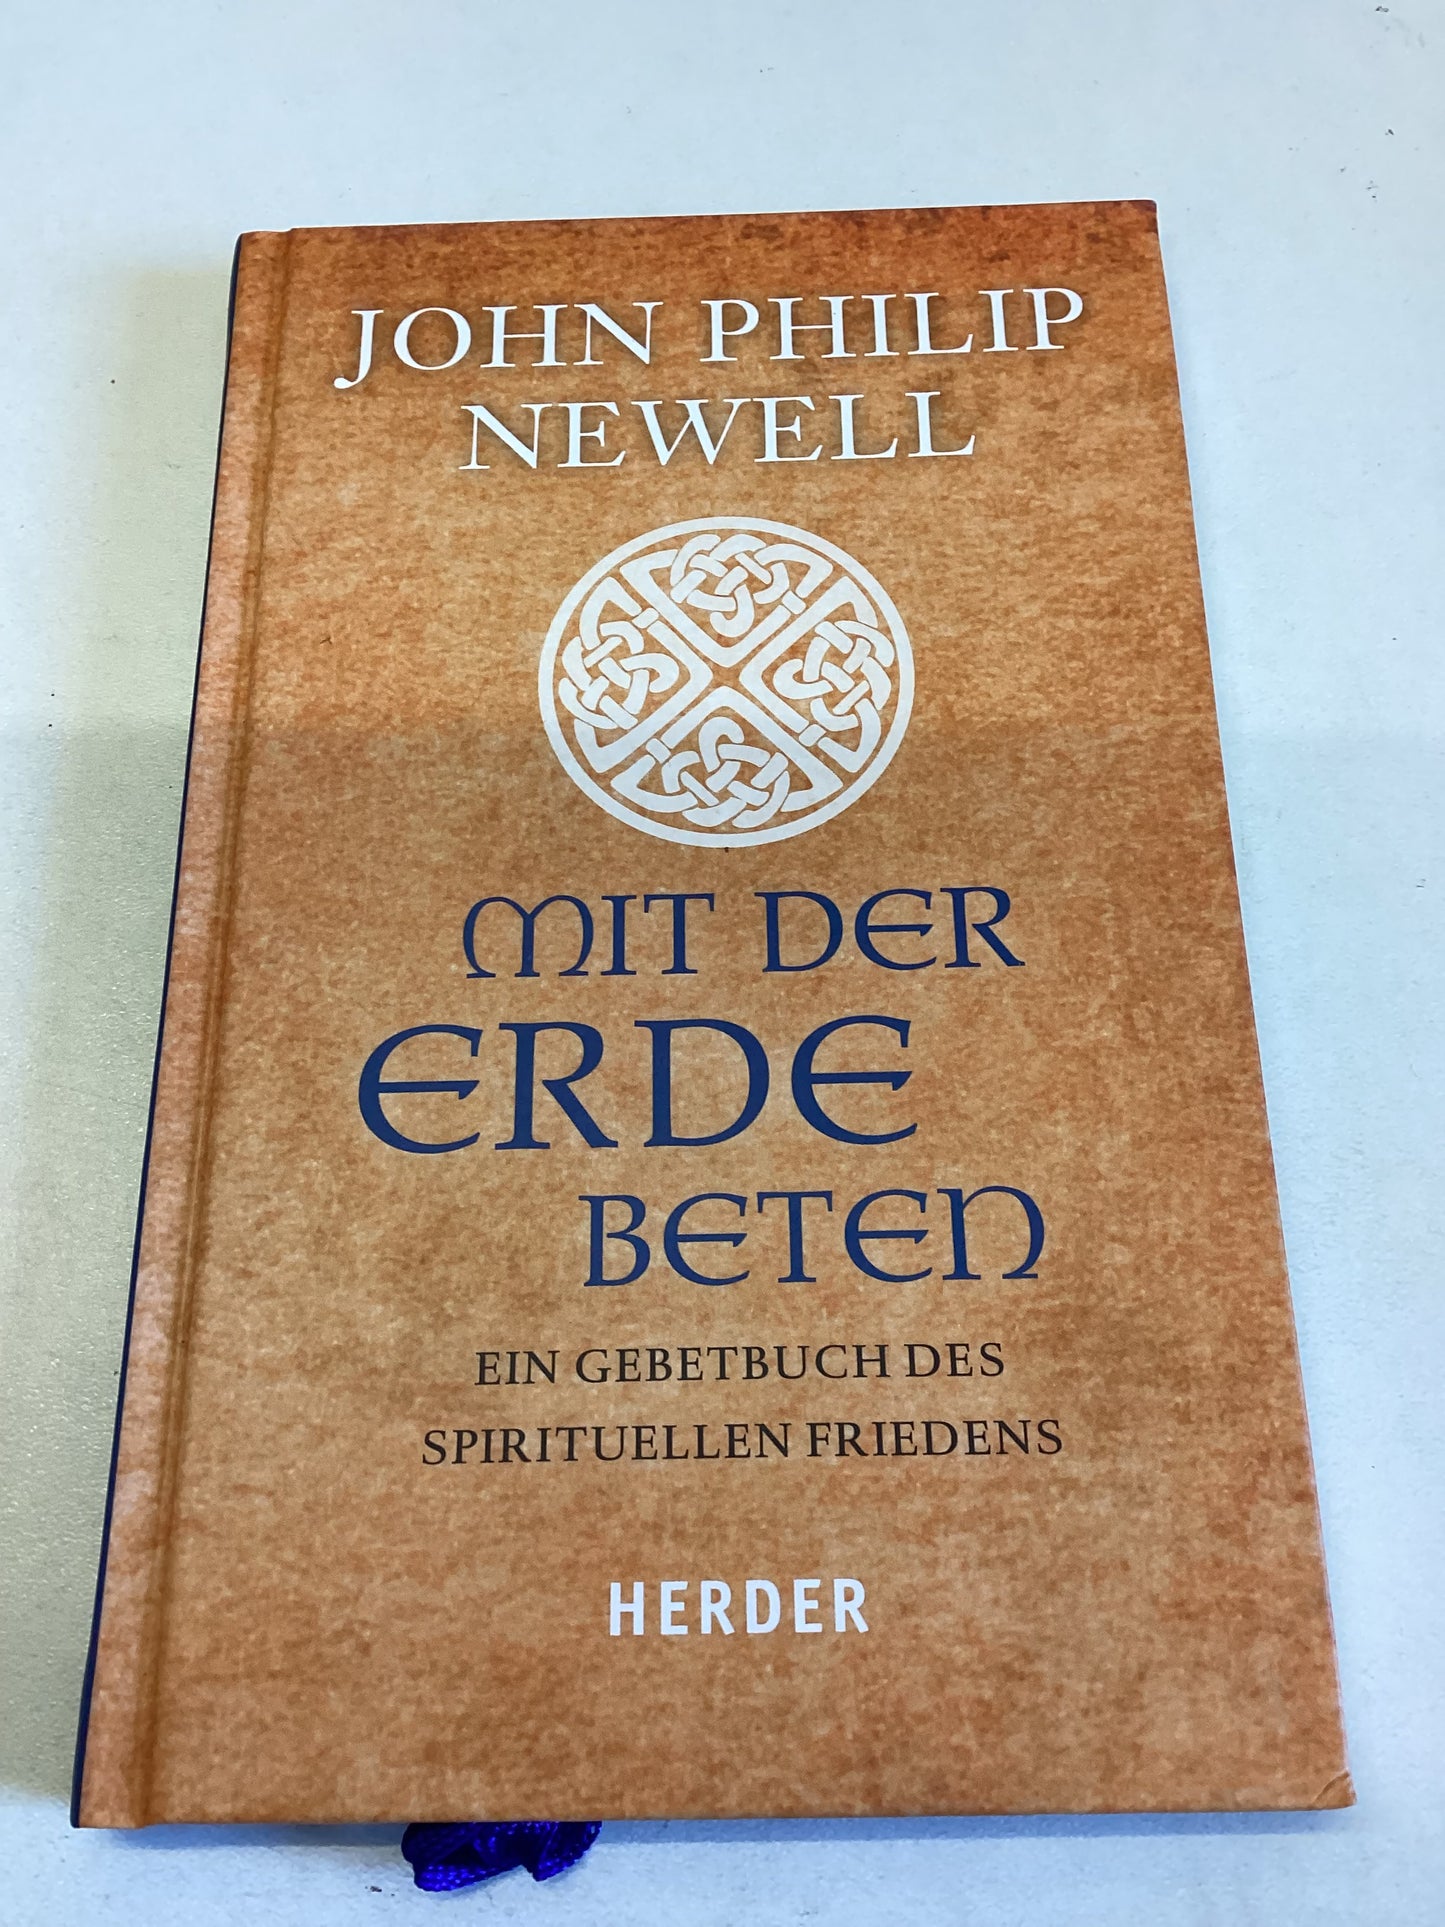 JOHN PHILIP
NEWELL
MIT DER
ERDE
BETEN
EIN GEBETBUCH DES
SPIRITUELLEN FRIEDENS
HERDER